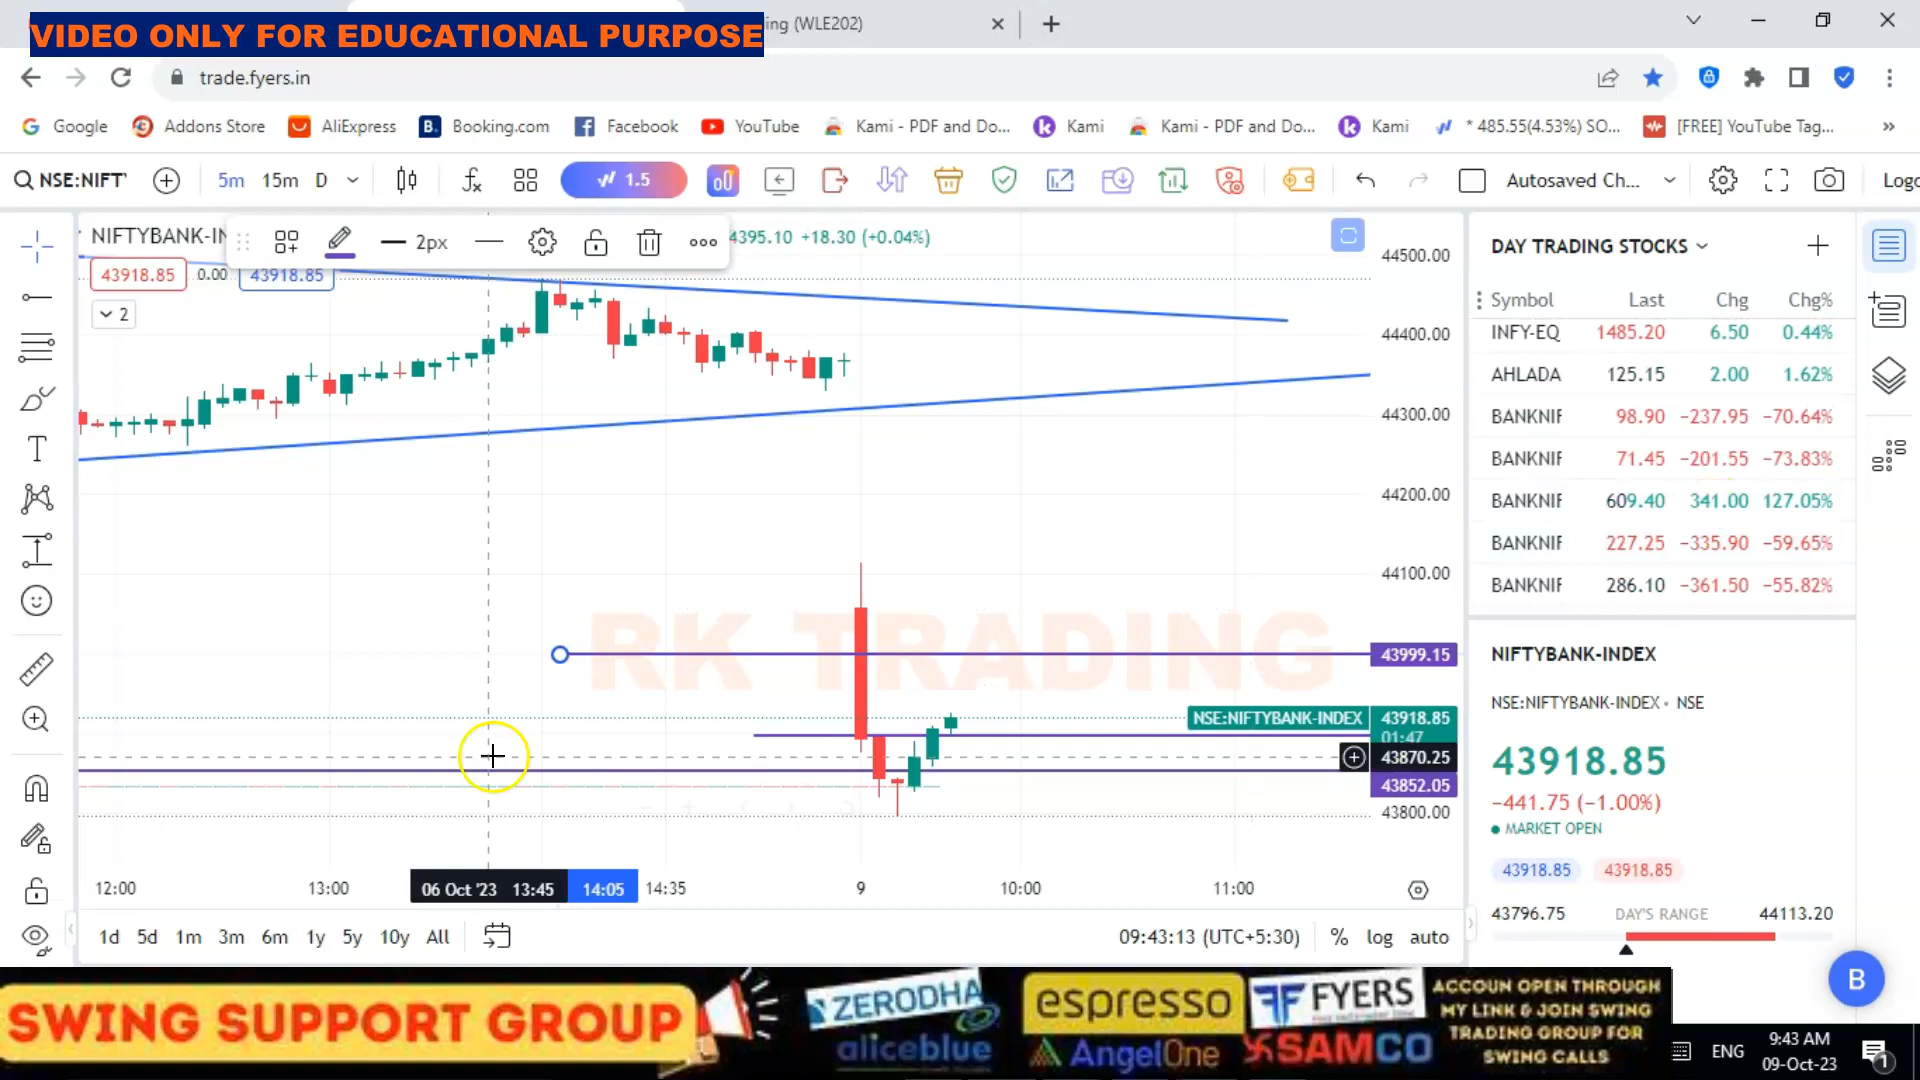 VIDEO ONLY FOR EDUCATIONAL PURPOSE
ing (WLE202)
trade.fyers.in
Google Addons Store AliExpress Booking.com Facebook YouTube Kami - PDF and Do... Kami Kami - PDF and Do... Kami * 485.55(4.53%) SO... [FREE] YouTube Tag...
NSE:NIFTY 5m 15m D 1.5 Autosaved Ch...
NIFTYBANK-IN 2px 4395.10 +18.30 (+0.04%)
43918.85 0.00 43918.85
2
44500.00
44400.00
44300.00
44200.00
44100.00
RK TRADING
43999.15
NSE:NIFTYBANK-INDEX 43918.85
01:47
43870.25
43852.05
43800.00
12:00 13:00 06 Oct '23 13:45 14:05 14:35 9 10:00 11:00
1d 5d 1m 3m 6m 1y 5y 10y All 09:43:13 (UTC+5:30) % log auto
DAY TRADING STOCKS
Symbol Last Chg Chg%
INFY-EQ 1485.20 6.50 0.44%
AHLADA 125.15 2.00 1.62%
BANKNIF 98.90 −237.95 −70.64%
BANKNIF 71.45 −201.55 −73.83%
BANKNIF 609.40 341.00 127.05%
BANKNIF 227.25 −335.90 −59.65%
BANKNIF 286.10 −361.50 −55.82%
NIFTYBANK-INDEX
NSE:NIFTYBANK-INDEX • NSE
43918.85
−441.75 (−1.00%)
MARKET OPEN
43918.85 43918.85
43796.75 DAY'S RANGE 44113.20
B
SWING SUPPORT GROUP
ZERODHA
aliceblue
espresso
AngelOne
FYERS
SAMCO
ACCOUN OPEN THROUGH
MY LINK & JOIN SWING
TRADING GROUP FOR
SWING CALLS
ENG
9:43 AM
09-Oct-23
1